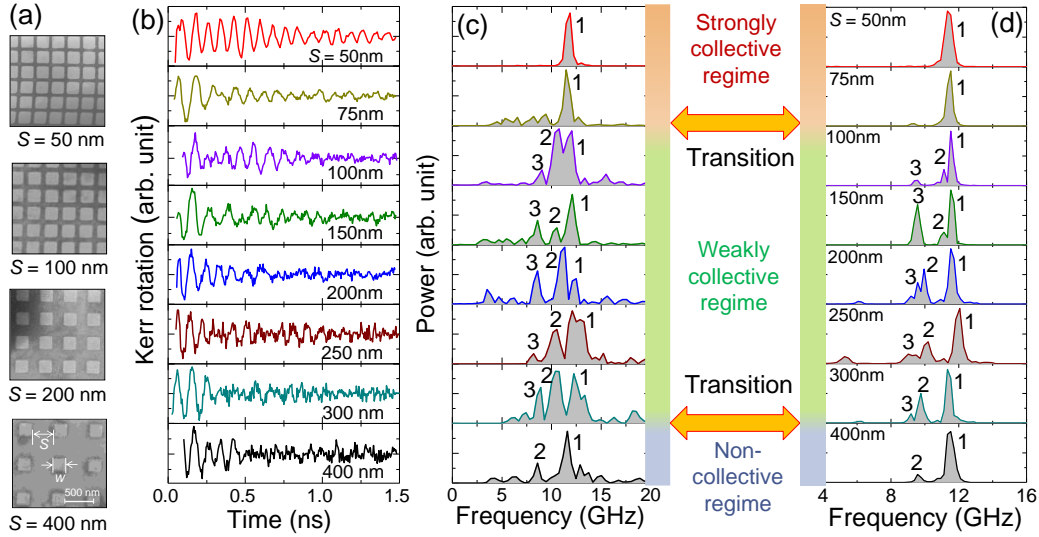 (a)
S = 50 nm
S = 100 nm
S = 200 nm
S
w
500 nm
S = 400 nm
(b)
Kerr rotation (arb. unit)
S = 50nm
75nm
100nm
150nm
200nm
250 nm
300 nm
400 nm
0.0 0.5 1.0 1.5
Time (ns)
(c)
Power (arb. unit)
1
1
2
3 1
3 2 1
3 2 1
2 1
3 2 1
2 1
0 5 10 15 20
Frequency (GHz)
Strongly
collective
regime
Transition
Weakly
collective
regime
Transition
Non-
collective
regime
(d)
S = 50nm
1
75nm
1
100nm
3 2 1
150nm
3 2 1
200nm
3 2 1
250nm
3 2 1
300nm
3 2 1
400nm
2 1
4 8 12 16
Frequency (GHz)